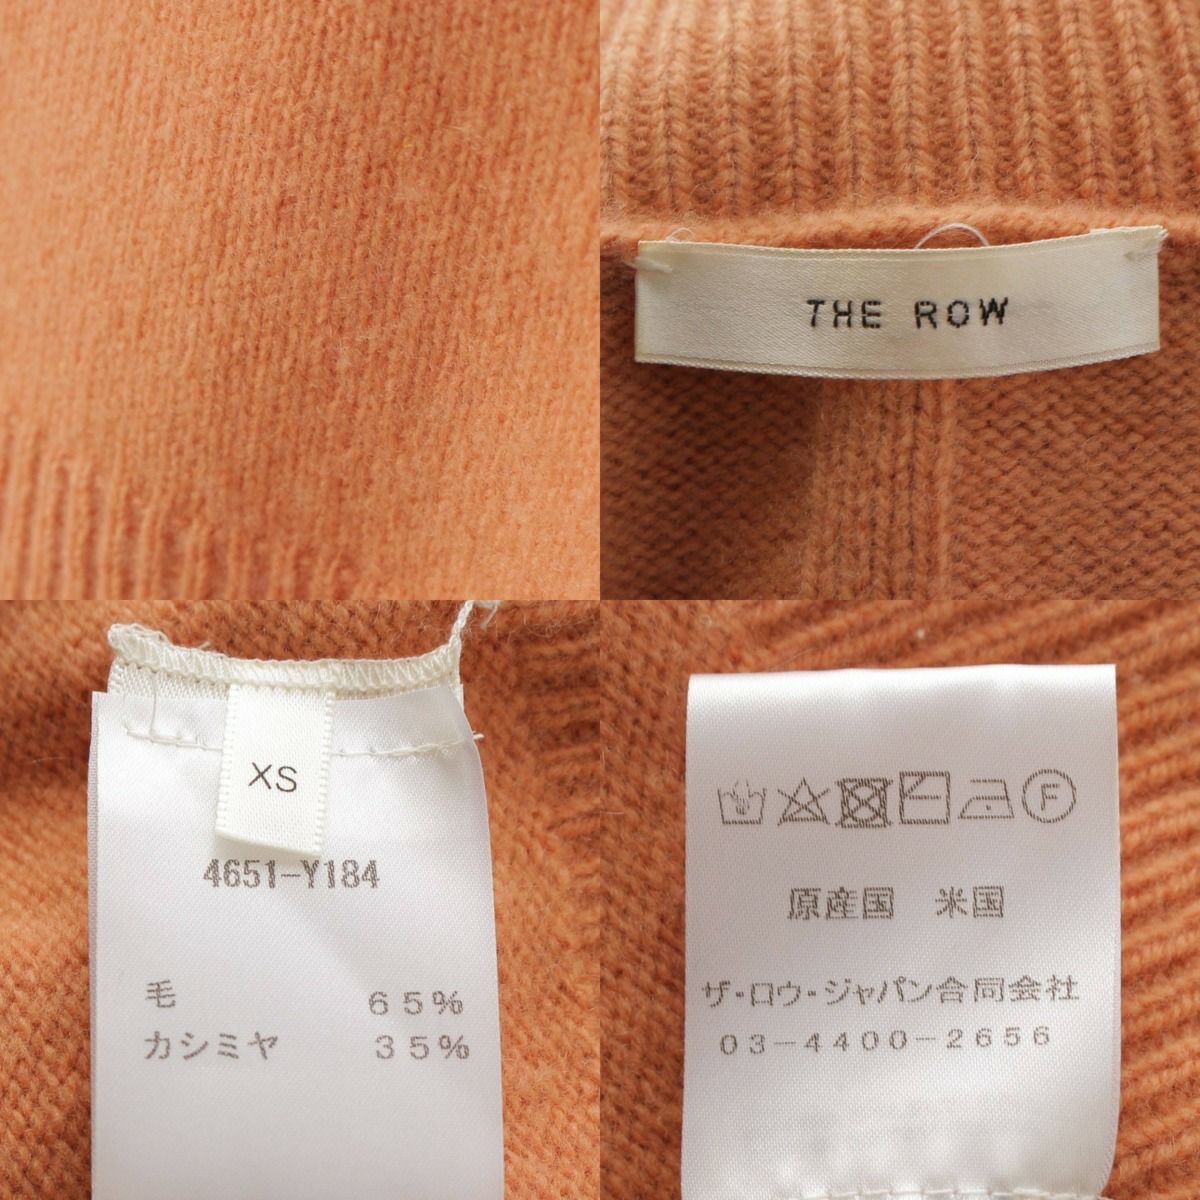 THE ROW
XS
4651-Y184
毛 65%
カシミヤ 35%
F
原産国 米国
ザ・ロウ・ジャパン合同会社
03-4400-2656